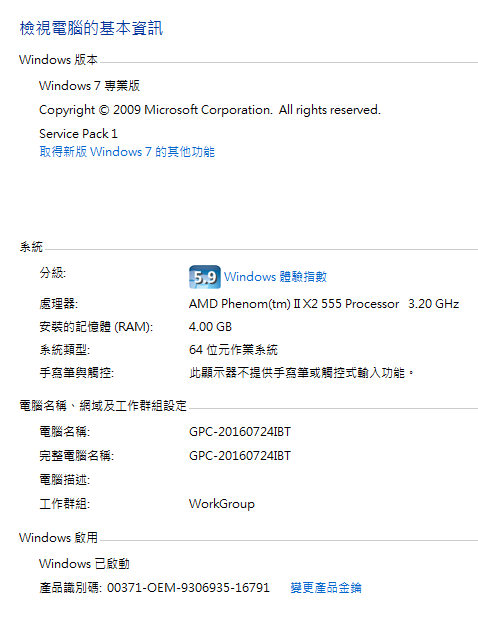 檢視電腦的基本資訊
Windows 版本
Windows 7 專業版
Copyright © 2009 Microsoft Corporation. All rights reserved.
Service Pack 1
取得新版 Windows 7 的其他功能
系統
分級: 5.9 Windows 體驗指數
處理器: AMD Phenom(tm) II X2 555 Processor 3.20 GHz
安裝的記憶體 (RAM): 4.00 GB
系統類型: 64 位元作業系統
手寫筆與觸控: 此顯示器不提供手寫筆或觸控式輸入功能。
電腦名稱、網域及工作群組設定
電腦名稱: GPC-20160724IBT
完整電腦名稱: GPC-20160724IBT
電腦描述:
工作群組: WorkGroup
Windows 啟用
Windows 已啟動
產品識別碼: 00371-OEM-9306935-16791 變更產品金鑰